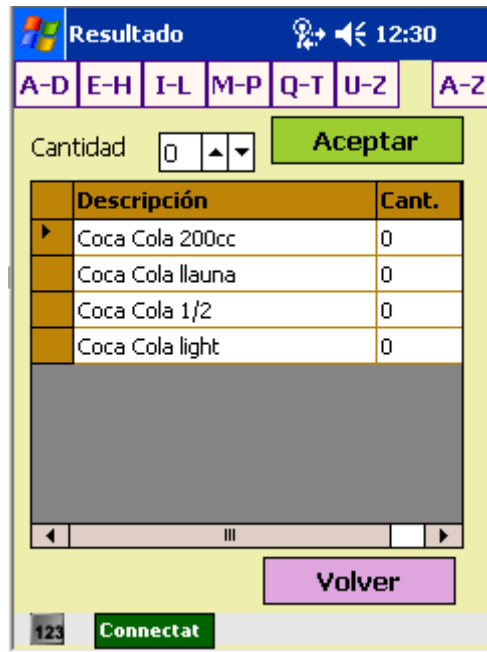 Resultado 12:30
A-D E-H I-L M-P Q-T U-Z A-Z
Cantidad 0 Aceptar
Descripción Cant.
Coca Cola 200cc 0
Coca Cola llauna 0
Coca Cola 1/2 0
Coca Cola light 0
Volver
123 Connectat